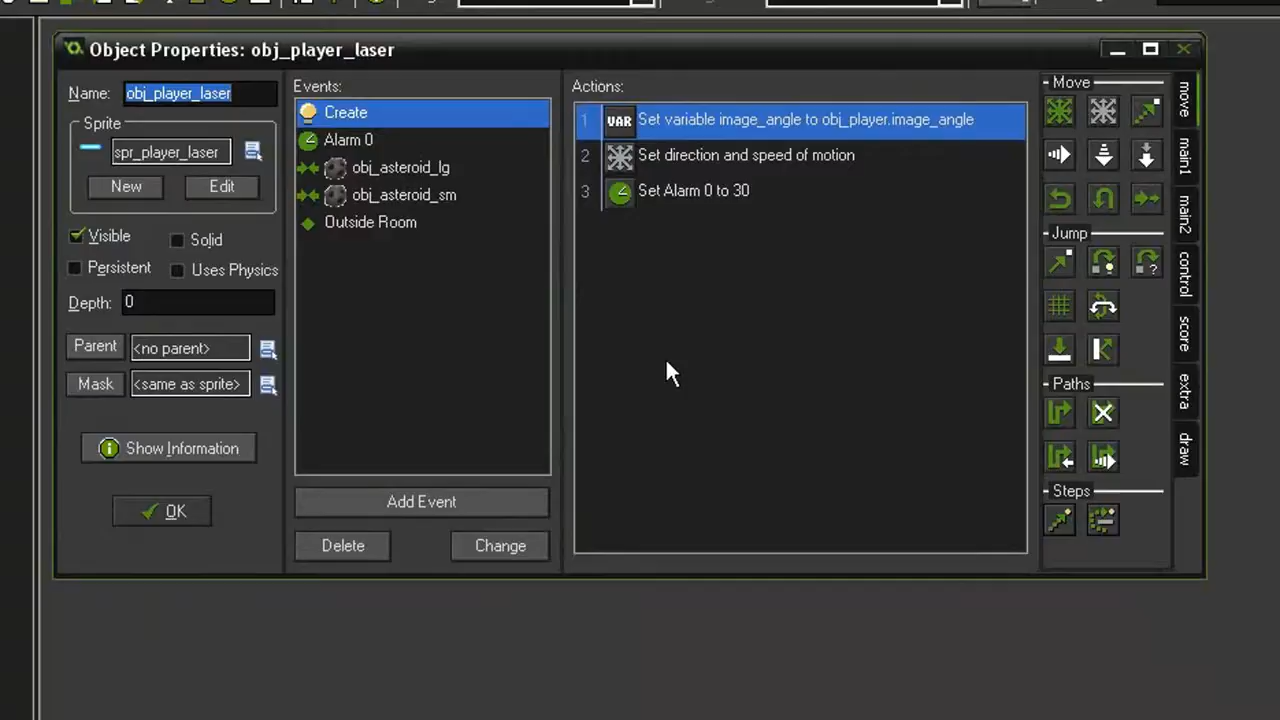 Object Properties: obj_player_laser
Name: obj_player_laser
Sprite
spr_player_laser
New
Edit
Visible
Solid
Persistent
Uses Physics
Depth: 0
Parent
<no parent>
Mask
<same as sprite>
Show Information
OK
Events:
Create
Alarm 0
obj_asteroid_lg
obj_asteroid_sm
Outside Room
Add Event
Delete
Change
Actions:
1 VAR Set variable image_angle to obj_player.image_angle
2 Set direction and speed of motion
3 Set Alarm 0 to 30
Move
Jump
?
Paths
Steps
move
main1
main2
control
score
extra
draw